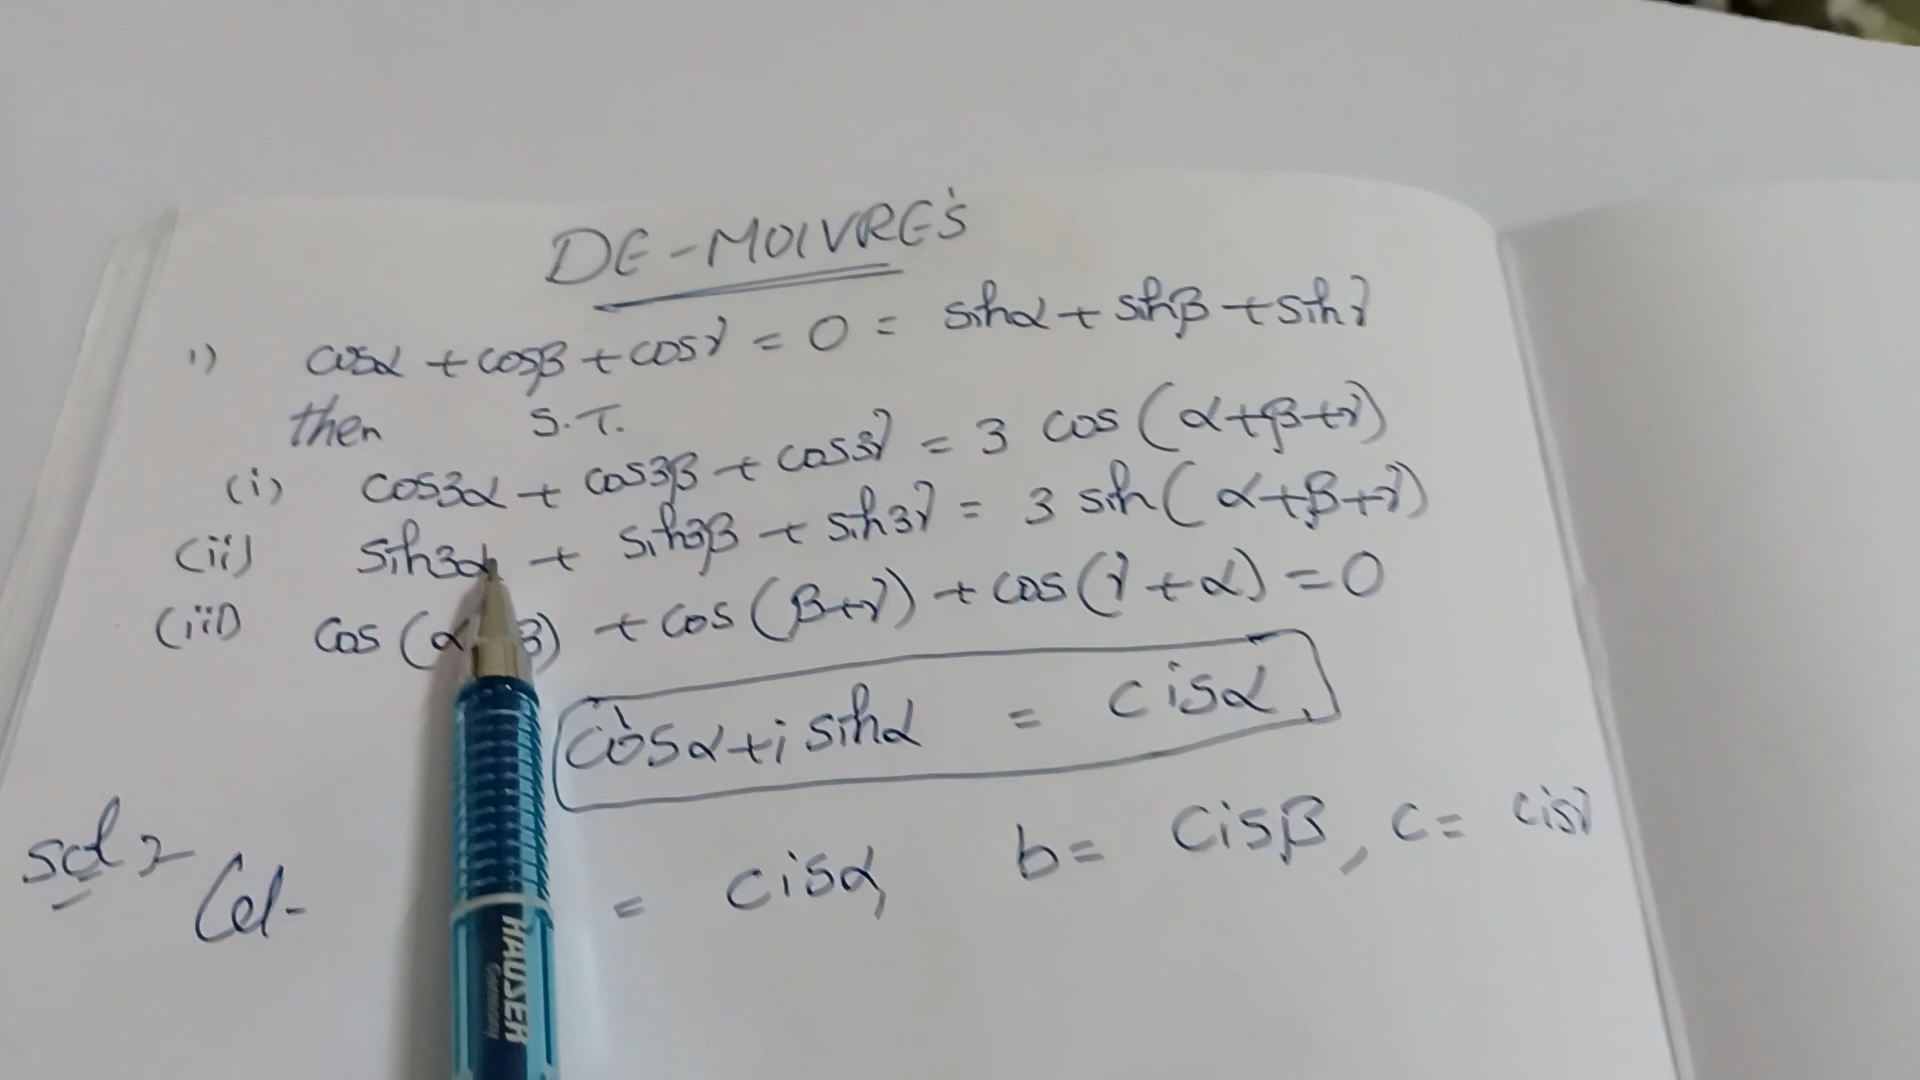 DE-MOIVRE'S
1) cosα + cosβ + cosγ = 0 = sinα + sinβ + sinγ
then S.T.
(i) cos3α + cos3β + cos3γ = 3 cos(α+β+γ)
(ii) sin3α + sin3β + sin3γ = 3 sin(α+β+γ)
(iii) cos(α β) + cos(β+γ) + cos(γ+α) = 0
cosα+i sinα = cisα
sol
= cisα, b = cisβ, c = cisγ
HAUSER
Germany